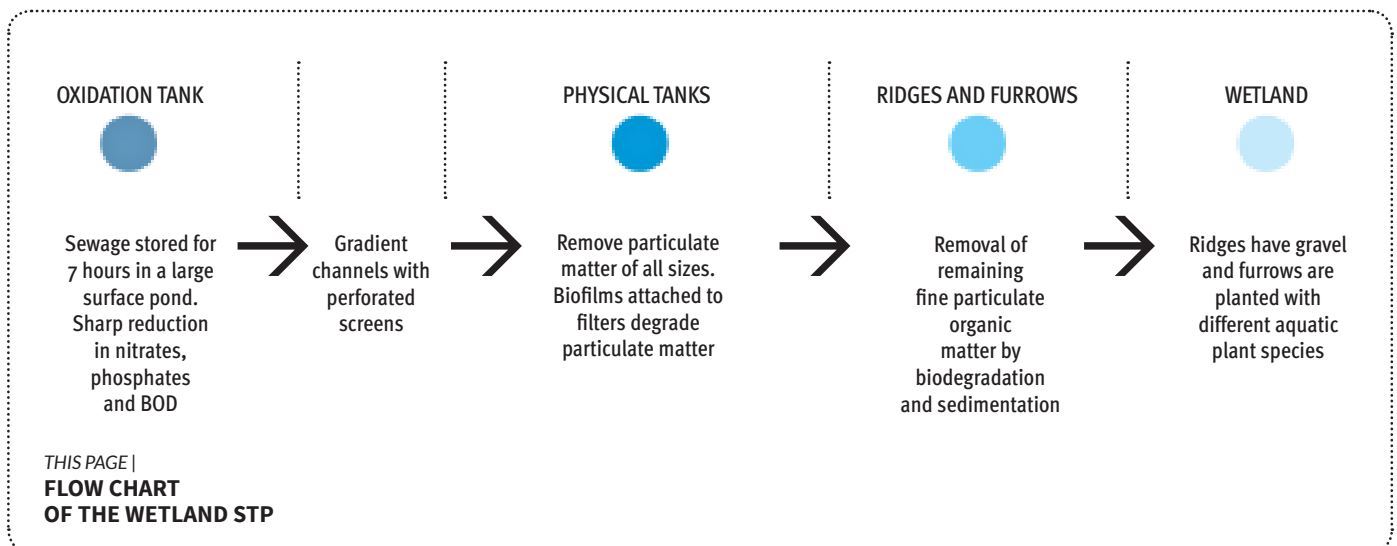 OXIDATION TANK
Sewage stored for
7 hours in a large
surface pond.
Sharp reduction
in nitrates,
phosphates
and BOD
Gradient
channels with
perforated
screens
PHYSICAL TANKS
Remove particulate
matter of all sizes.
Biofilms attached to
filters degrade
particulate matter
RIDGES AND FURROWS
Removal of
remaining
fine particulate
organic
matter by
biodegradation
and sedimentation
WETLAND
Ridges have gravel
and furrows are
planted with
different aquatic
plant species
THIS PAGE |
FLOW CHART
OF THE WETLAND STP